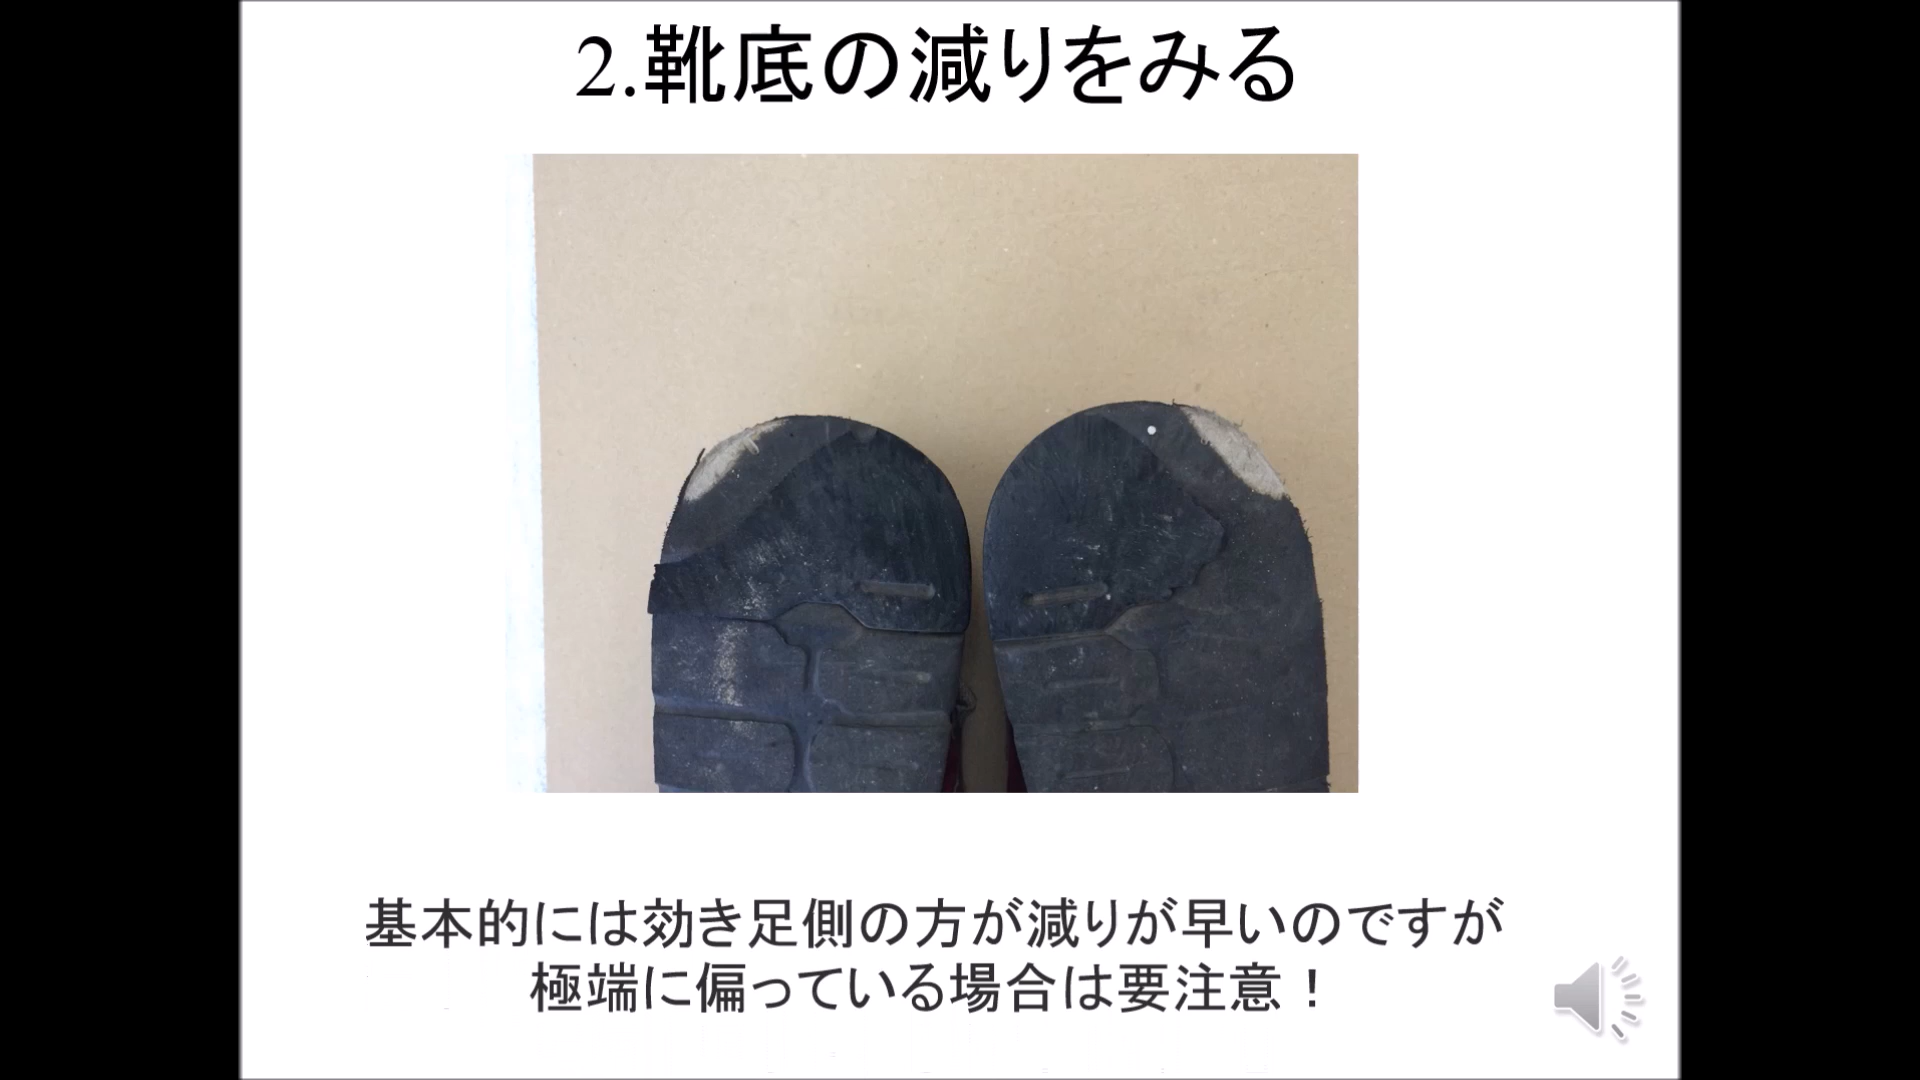 2.靴底の減りをみる
基本的には効き足側の方が減りが早いのですが
極端に偏っている場合は要注意！